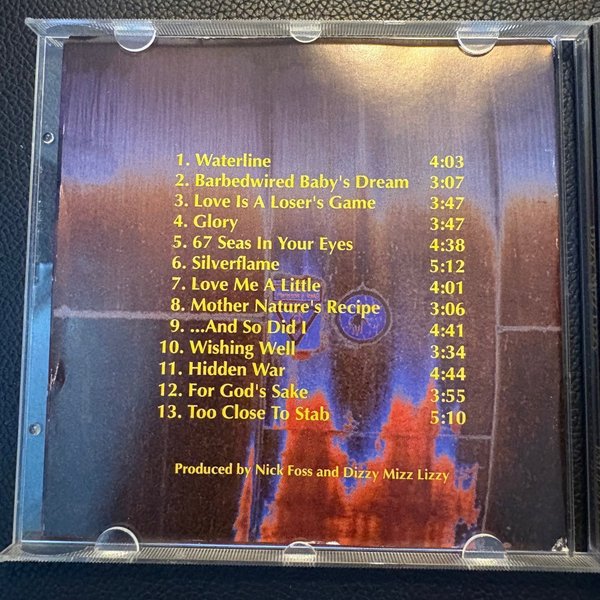 1. Waterline 4:03
2. Barbedwired Baby's Dream 3:07
3. Love Is A Loser's Game 3:47
4. Glory 3:47
5. 67 Seas In Your Eyes 4:38
6. Silverflame 5:12
7. Love Me A Little 4:01
8. Mother Nature's Recipe 3:06
9. ...And So Did I 4:41
10. Wishing Well 3:34
11. Hidden War 4:44
12. For God's Sake 3:55
13. Too Close To Stab 5:10
Produced by Nick Foss and Dizzy Mizz Lizzy